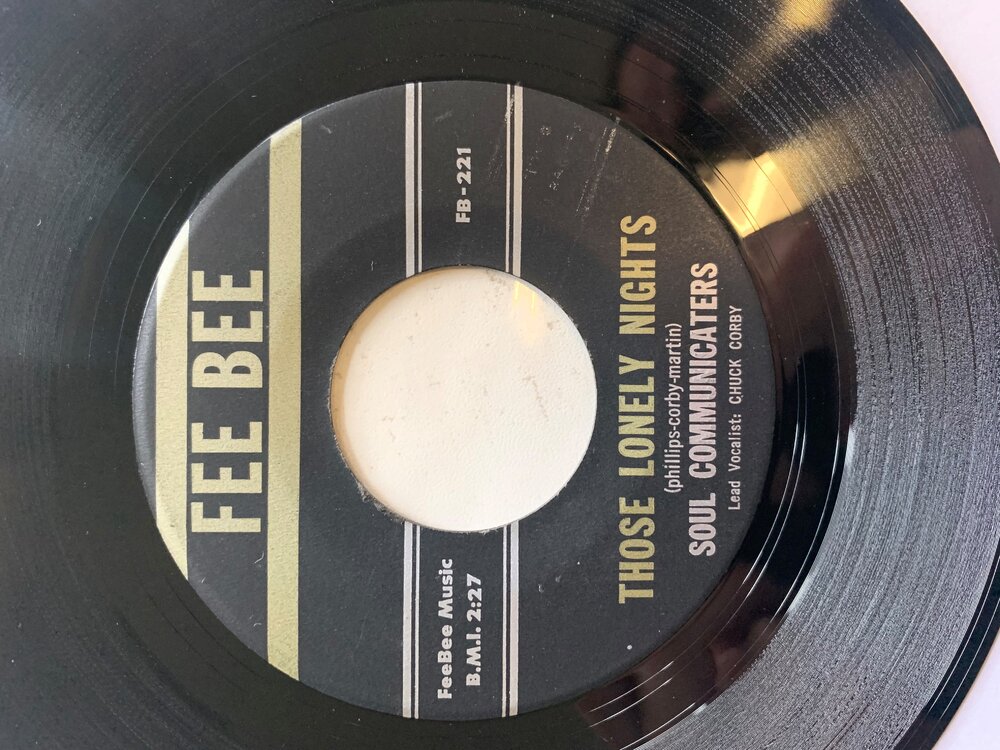 FEE BEE
FeeBee Music
B.M.I. 2:27
FB-221
THOSE LONELY NIGHTS
(phillips-corby-martin)
SOUL COMMUNICATERS
Lead Vocalist: CHUCK CORBY